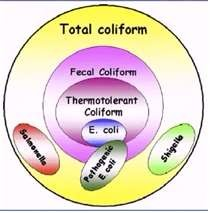 Total coliform
Fecal Coliform
Thermotolerant
Coliform
E. coli
Salmonella
Pathogenic
E coli
Shigella